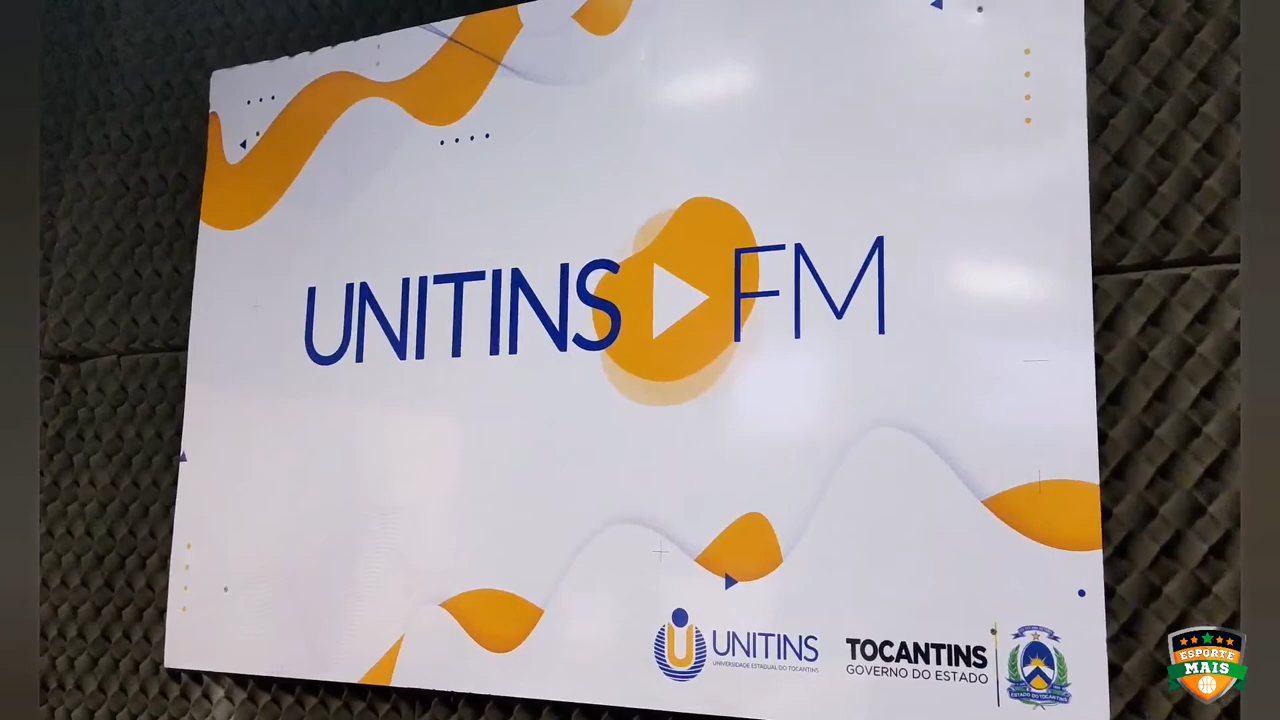 UNITINS FM
UNITINS
UNIVERSIDADE ESTADUAL DO TOCANTINS
TOCANTINS
GOVERNO DO ESTADO
ESTADO DO TOCANTINS
ESPORTE
MAIS